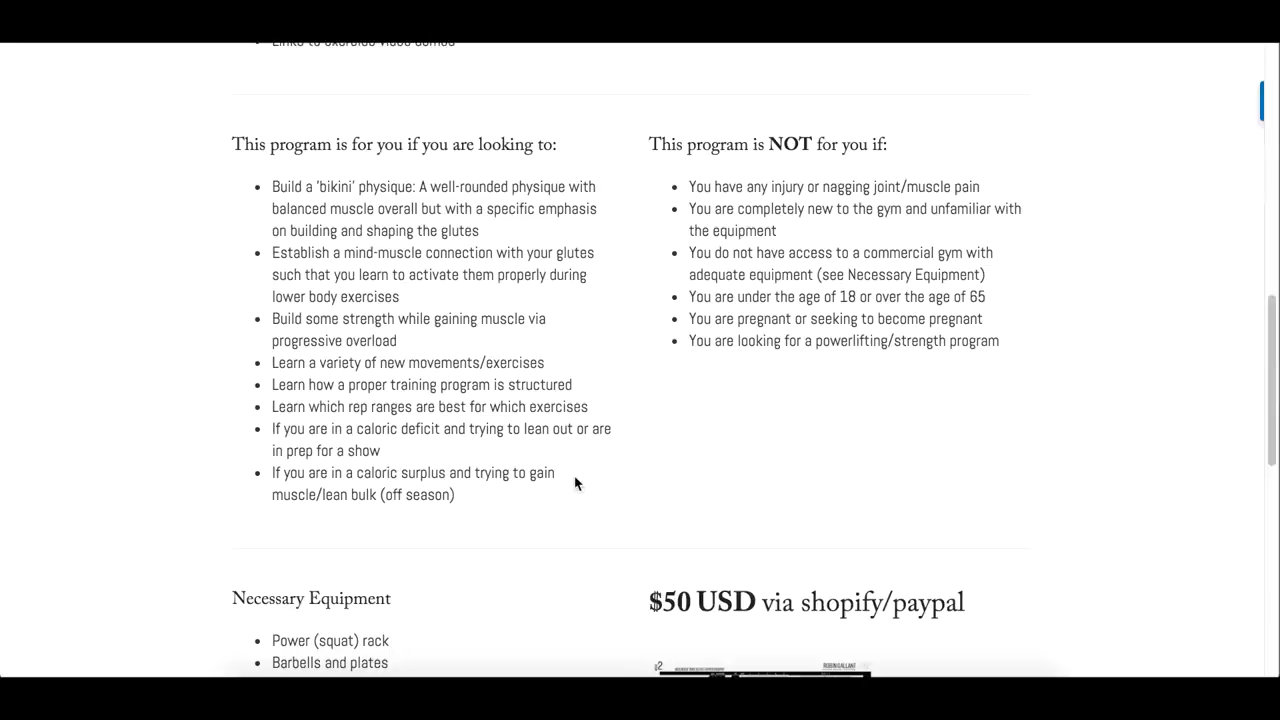 Links to exercise video demos
This program is for you if you are looking to:
Build a 'bikini' physique: A well-rounded physique with
balanced muscle overall but with a specific emphasis
on building and shaping the glutes
Establish a mind-muscle connection with your glutes
such that you learn to activate them properly during
lower body exercises
Build some strength while gaining muscle via
progressive overload
Learn a variety of new movements/exercises
Learn how a proper training program is structured
Learn which rep ranges are best for which exercises
If you are in a caloric deficit and trying to lean out or are
in prep for a show
If you are in a caloric surplus and trying to gain
muscle/lean bulk (off season)
This program is NOT for you if:
You have any injury or nagging joint/muscle pain
You are completely new to the gym and unfamiliar with
the equipment
You do not have access to a commercial gym with
adequate equipment (see Necessary Equipment)
You are under the age of 18 or over the age of 65
You are pregnant or seeking to become pregnant
You are looking for a powerlifting/strength program
Necessary Equipment
Power (squat) rack
Barbells and plates
$50 USD via shopify/paypal
ROBIN GALLANT